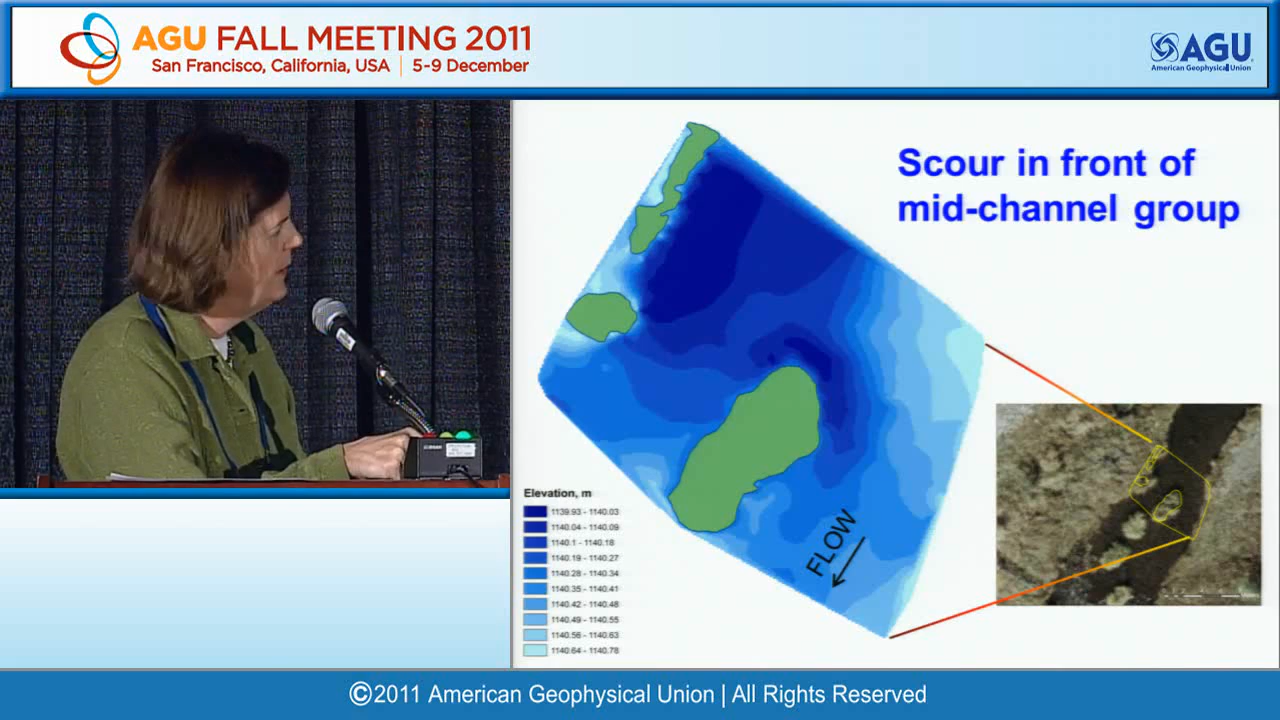 AGU FALL MEETING 2011
San Francisco, California, USA | 5-9 December
AGU
American Geophysical Union
Scour in front of
mid-channel group
Elevation, m
1139.93 - 1140.03
1140.04 - 1140.09
1140.1 - 1140.18
1140.19 - 1140.27
1140.28 - 1140.34
1140.35 - 1140.41
1140.42 - 1140.48
1140.49 - 1140.55
1140.56 - 1140.63
1140.64 - 1140.78
FLOW
©2011 American Geophysical Union | All Rights Reserved